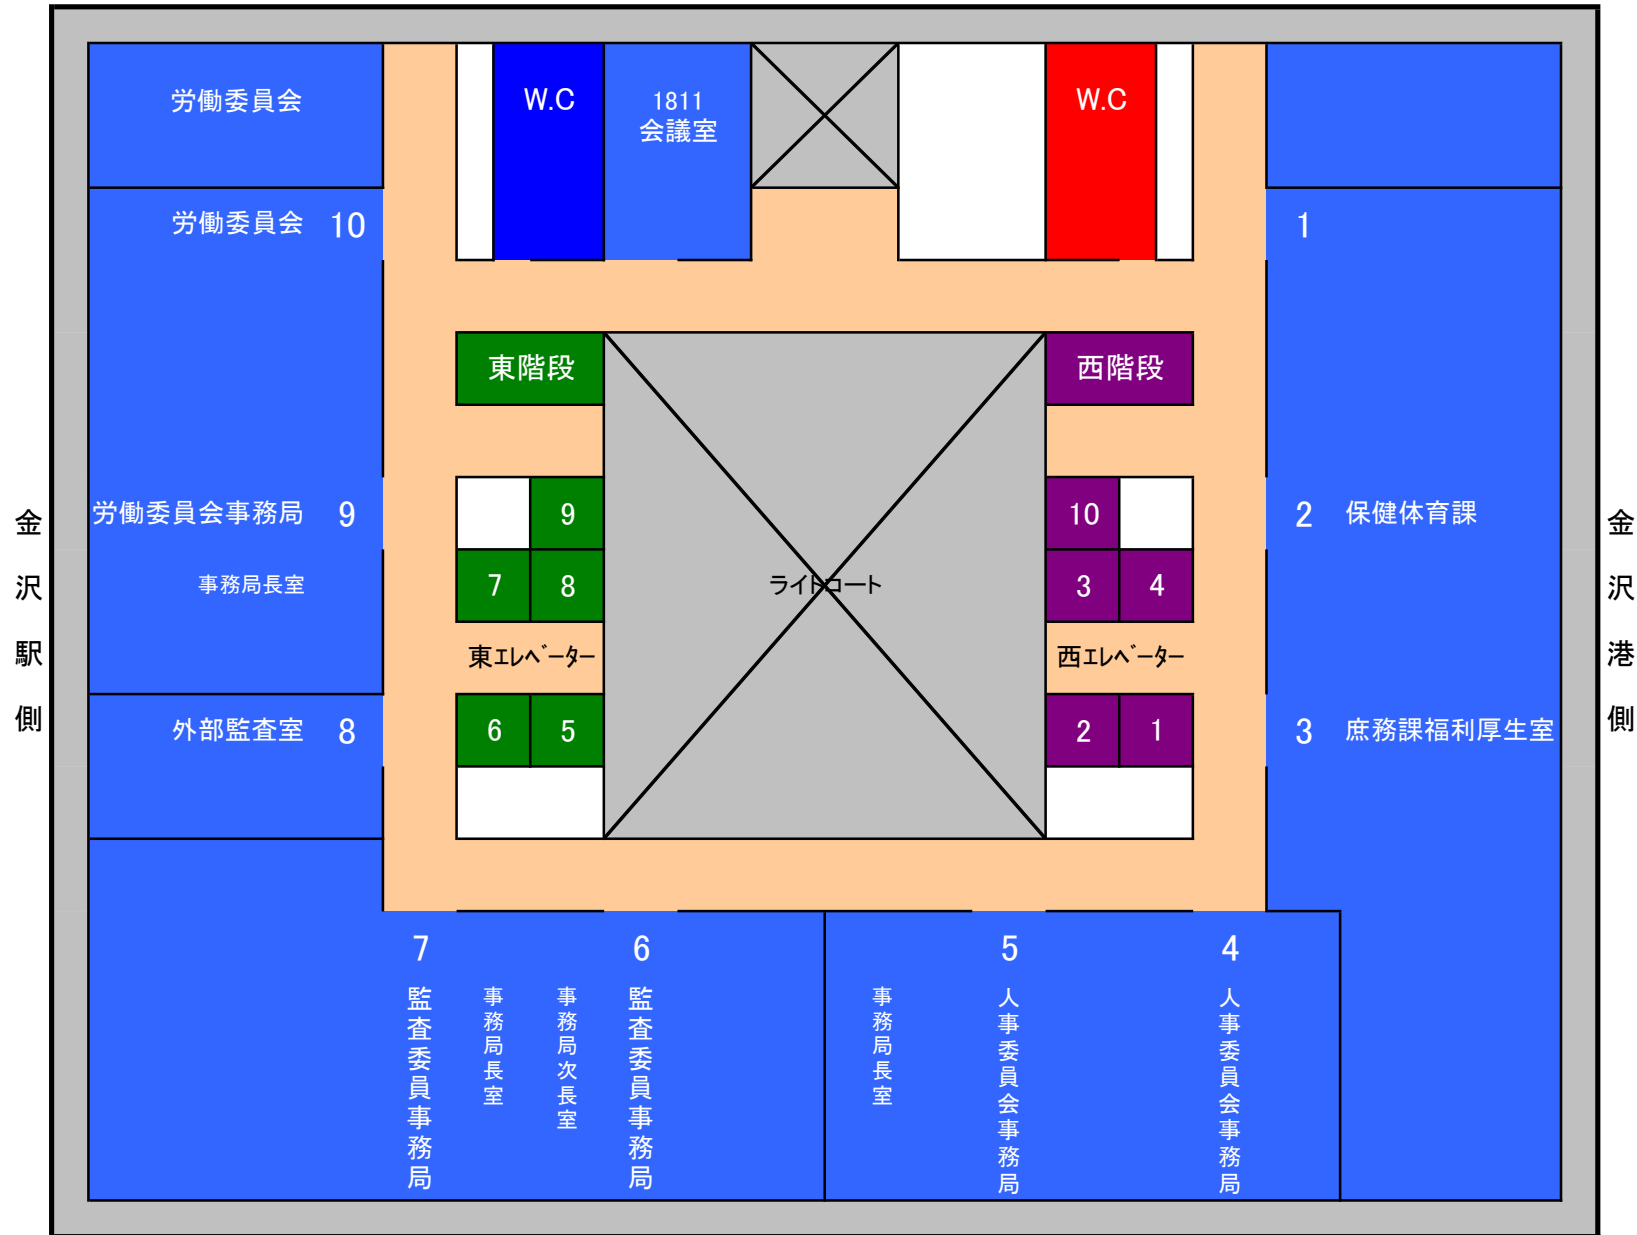 労働委員会
W.C
1811
会議室
W.C
労働委員会 10
1
東階段
西階段
労働委員会事務局 9
9
10
2 保健体育課
事務局長室
7 8
ライトコート
3 4
東エレベーター
西エレベーター
外部監査室 8
6 5
2 1
3 庶務課福利厚生室
金沢駅側
金沢港側
7
監査委員事務局
事務局長室
事務局次長室
6
監査委員事務局
事務局長室
5
人事委員会事務局
4
人事委員会事務局